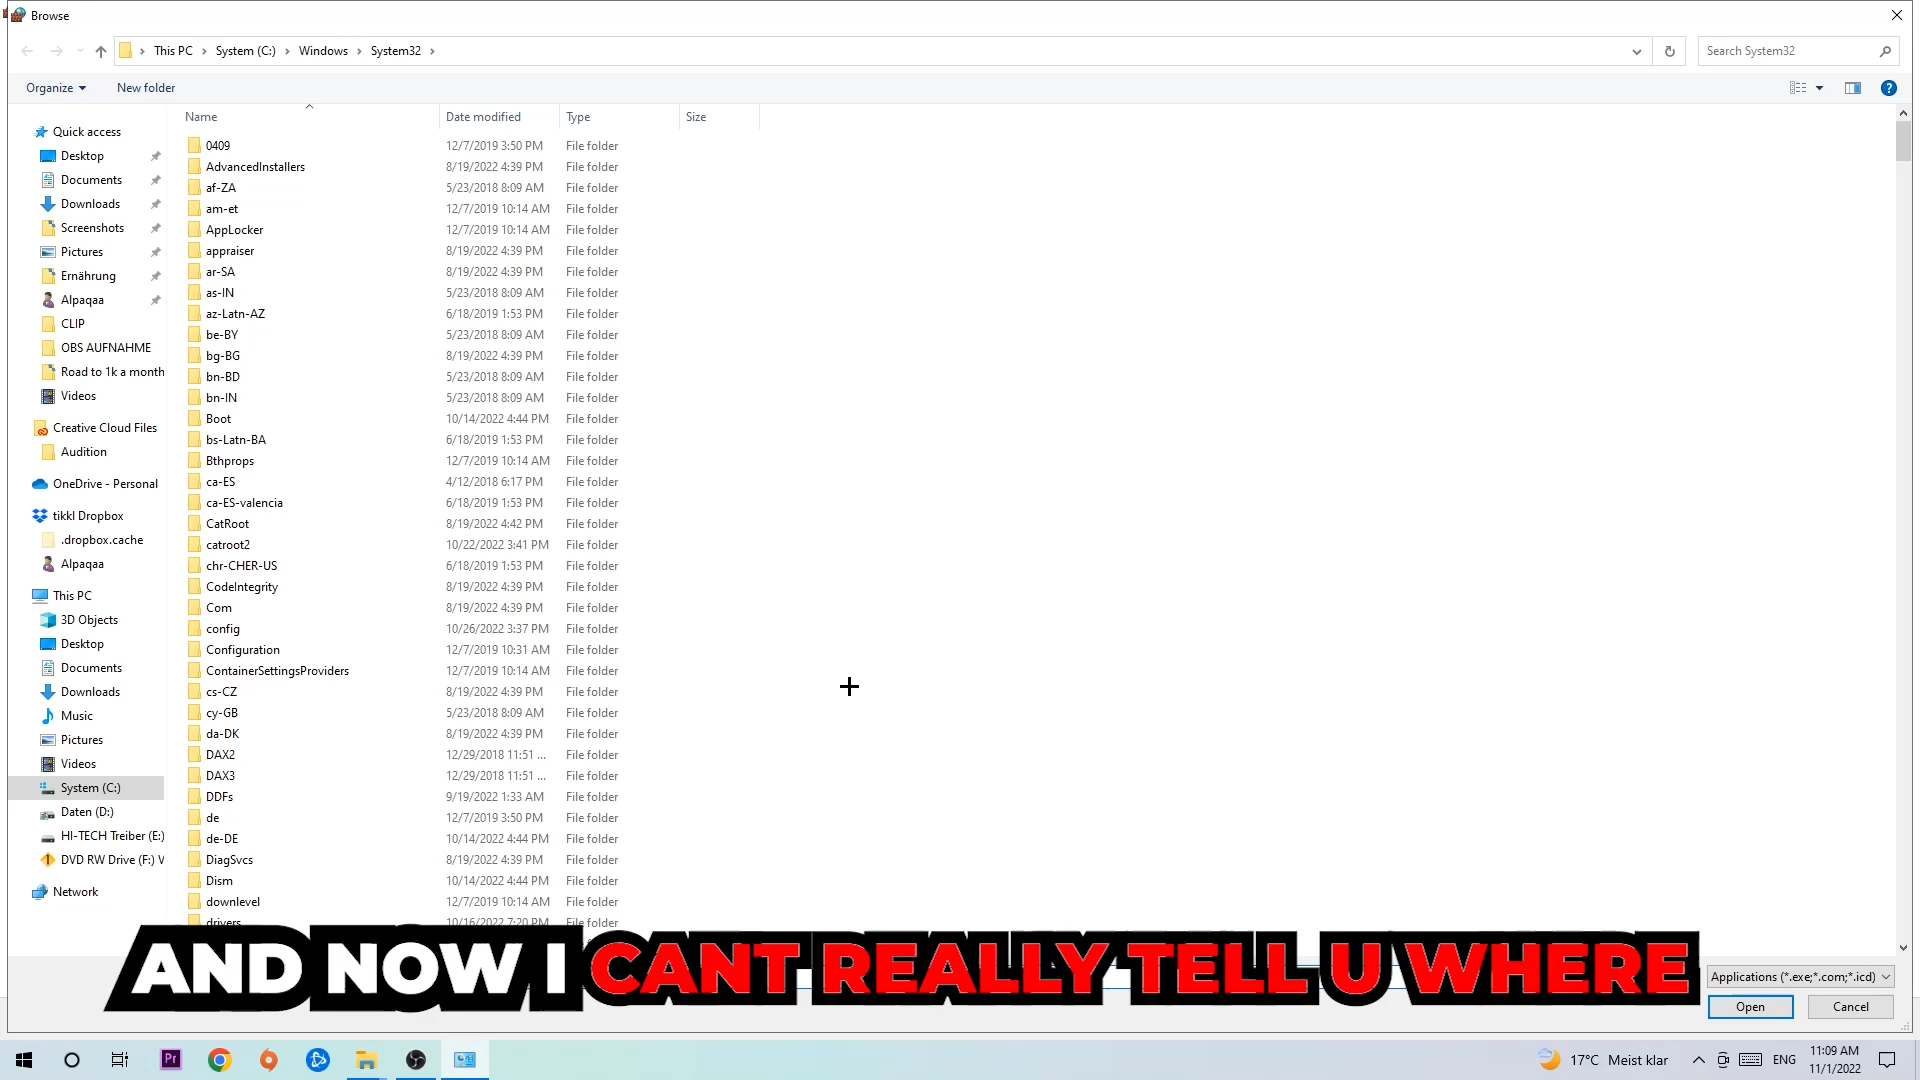 Browse
This PC > System (C:) > Windows > System32 >
Search System32
Organize
New folder
Name Date modified Type Size
Quick access
Desktop
Documents
Downloads
Screenshots
Pictures
Ernährung
Alpaqaa
CLIP
OBS AUFNAHME
Road to 1k a month
Videos
Creative Cloud Files
Audition
OneDrive - Personal
tikkl Dropbox
.dropbox.cache
Alpaqaa
This PC
3D Objects
Desktop
Documents
Downloads
Music
Pictures
Videos
System (C:)
Daten (D:)
HI-TECH Treiber (E:)
DVD RW Drive (F:) V
Network
0409 12/7/2019 3:50 PM File folder
AdvancedInstallers 8/19/2022 4:39 PM File folder
af-ZA 5/23/2018 8:09 AM File folder
am-et 12/7/2019 10:14 AM File folder
AppLocker 12/7/2019 10:14 AM File folder
appraiser 8/19/2022 4:39 PM File folder
ar-SA 8/19/2022 4:39 PM File folder
as-IN 5/23/2018 8:09 AM File folder
az-Latn-AZ 6/18/2019 1:53 PM File folder
be-BY 5/23/2018 8:09 AM File folder
bg-BG 8/19/2022 4:39 PM File folder
bn-BD 5/23/2018 8:09 AM File folder
bn-IN 5/23/2018 8:09 AM File folder
Boot 10/14/2022 4:44 PM File folder
bs-Latn-BA 6/18/2019 1:53 PM File folder
Bthprops 12/7/2019 10:14 AM File folder
ca-ES 4/12/2018 6:17 PM File folder
ca-ES-valencia 6/18/2019 1:53 PM File folder
CatRoot 8/19/2022 4:42 PM File folder
catroot2 10/22/2022 3:41 PM File folder
chr-CHER-US 6/18/2019 1:53 PM File folder
CodeIntegrity 8/19/2022 4:39 PM File folder
Com 8/19/2022 4:39 PM File folder
config 10/26/2022 3:37 PM File folder
Configuration 12/7/2019 10:31 AM File folder
ContainerSettingsProviders 12/7/2019 10:14 AM File folder
cs-CZ 8/19/2022 4:39 PM File folder
cy-GB 5/23/2018 8:09 AM File folder
da-DK 8/19/2022 4:39 PM File folder
DAX2 12/29/2018 11:51 ... File folder
DAX3 12/29/2018 11:51 ... File folder
DDFs 9/19/2022 1:33 AM File folder
de 12/7/2019 3:50 PM File folder
de-DE 10/14/2022 4:44 PM File folder
DiagSvcs 8/19/2022 4:39 PM File folder
Dism 10/14/2022 4:44 PM File folder
downlevel 12/7/2019 10:14 AM File folder
drivers 10/16/2022 7:20 PM File folder
AND NOW I CANT REALLY TELL U WHERE
Applications (*.exe;*.com;*.icd)
Open
Cancel
Pr
17°C Meist klar
ENG
11:09 AM
11/1/2022